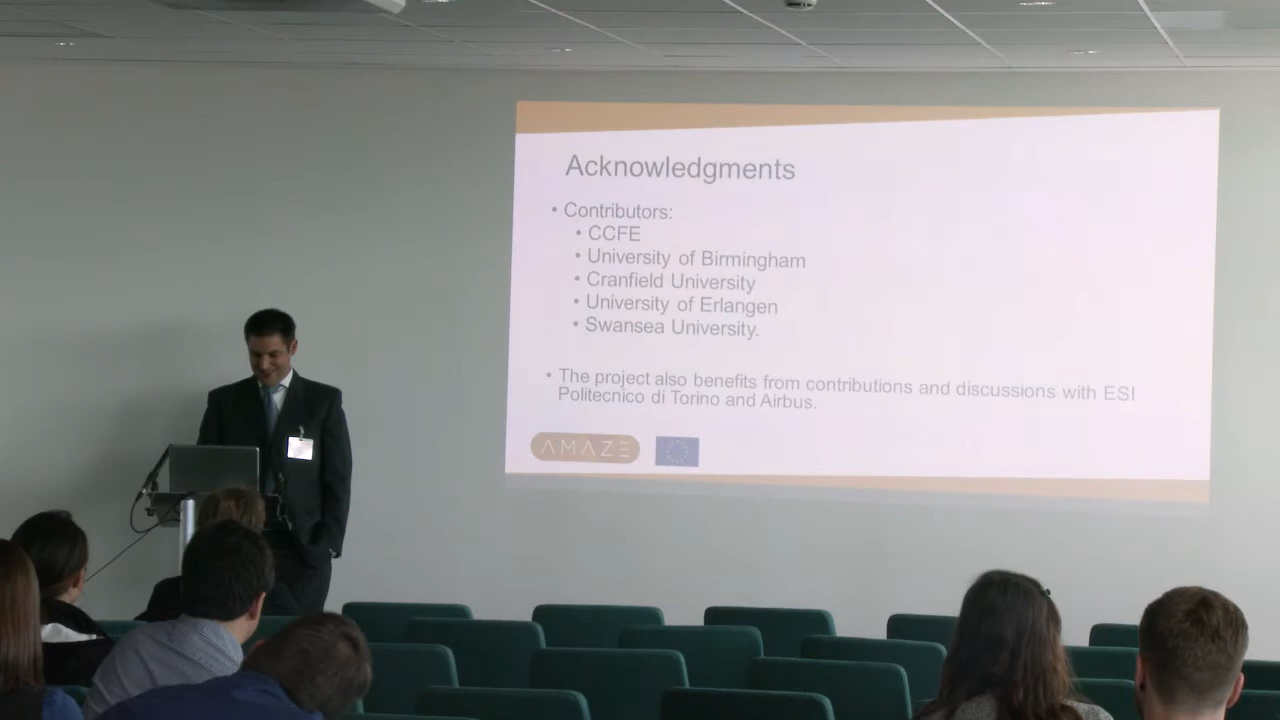 Acknowledgments
• Contributors:
• CCFE
• University of Birmingham
• Cranfield University
• University of Erlangen
• Swansea University.
• The project also benefits from contributions and discussions with ESI
Politecnico di Torino and Airbus.
AMAZE